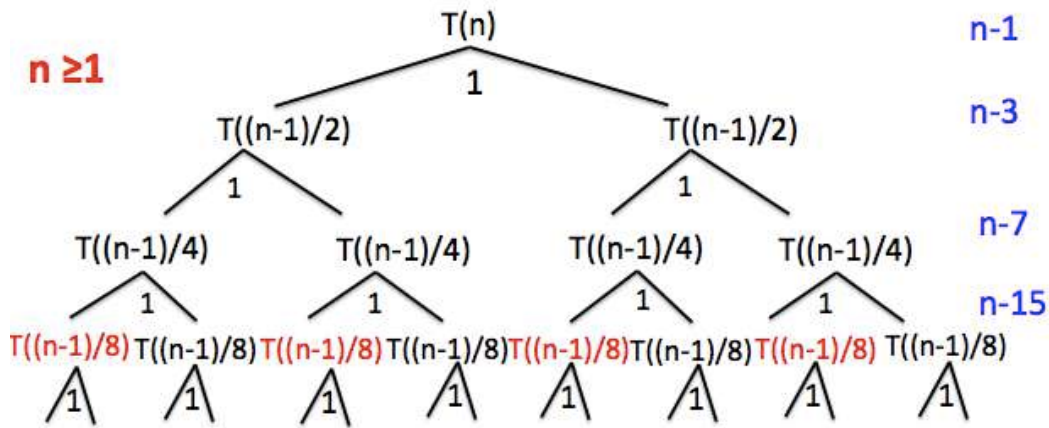 T(n) n-1
n ≥1
1
n-3
T((n-1)/2) T((n-1)/2)
1 1
n-7
T((n-1)/4) T((n-1)/4) T((n-1)/4) T((n-1)/4)
1 1 1 1
n-15
T((n-1)/8) T((n-1)/8) T((n-1)/8) T((n-1)/8) T((n-1)/8) T((n-1)/8) T((n-1)/8) T((n-1)/8)
1 1 1 1 1 1 1 1